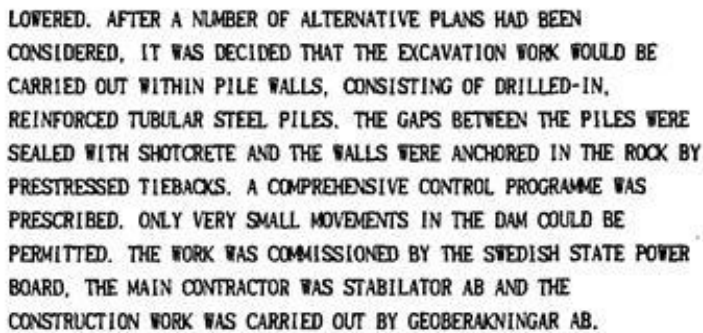 LOWERED. AFTER A NUMBER OF ALTERNATIVE PLANS HAD BEEN
CONSIDERED, IT WAS DECIDED THAT THE EXCAVATION WORK WOULD BE
CARRIED OUT WITHIN PILE WALLS, CONSISTING OF DRILLED-IN,
REINFORCED TUBULAR STEEL PILES. THE GAPS BETWEEN THE PILES WERE
SEALED WITH SHOTCRETE AND THE WALLS WERE ANCHORED IN THE ROCK BY
PRESTRESSED TIEBACKS. A COMPREHENSIVE CONTROL PROGRAMME WAS
PRESCRIBED. ONLY VERY SMALL MOVEMENTS IN THE DAM COULD BE
PERMITTED. THE WORK WAS COMMISSIONED BY THE SWEDISH STATE POWER
BOARD, THE MAIN CONTRACTOR WAS STABILATOR AB AND THE
CONSTRUCTION WORK WAS CARRIED OUT BY GEOBERAKNINGAR AB.